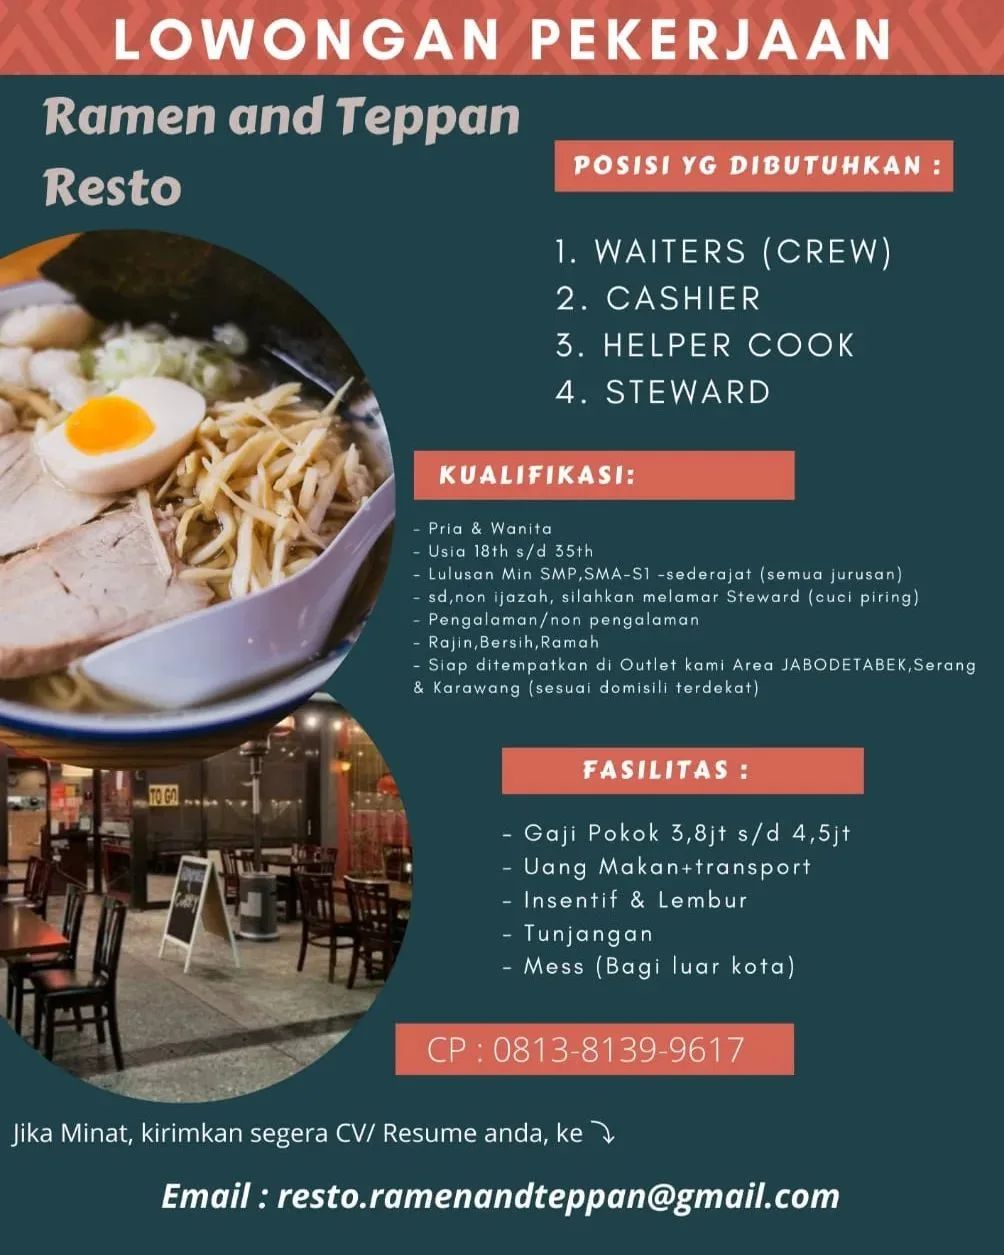 LOWONGAN PEKERJAAN
Ramen and Teppan
Resto
POSISI YG DIBUTUHKAN :
1. WAITERS (CREW)
2. CASHIER
3. HELPER COOK
4. STEWARD
KUALIFIKASI:
- Pria & Wanita
- Usia 18th s/d 35th
- Lulusan Min SMP,SMA-S1 -sederajat (semua jurusan)
- sd,non ijazah, silahkan melamar Steward (cuci piring)
- Pengalaman/non pengalaman
- Rajin,Bersih,Ramah
- Siap ditempatkan di Outlet kami Area JABODETABEK,Serang
& Karawang (sesuai domisili terdekat)
TO GO
FASILITAS :
- Gaji Pokok 3,8jt s/d 4,5jt
- Uang Makan+transport
- Insentif & Lembur
- Tunjangan
- Mess (Bagi luar kota)
CP : 0813-8139-9617
Jika Minat, kirimkan segera CV/ Resume anda, ke
Email : resto.ramenandteppan@gmail.com